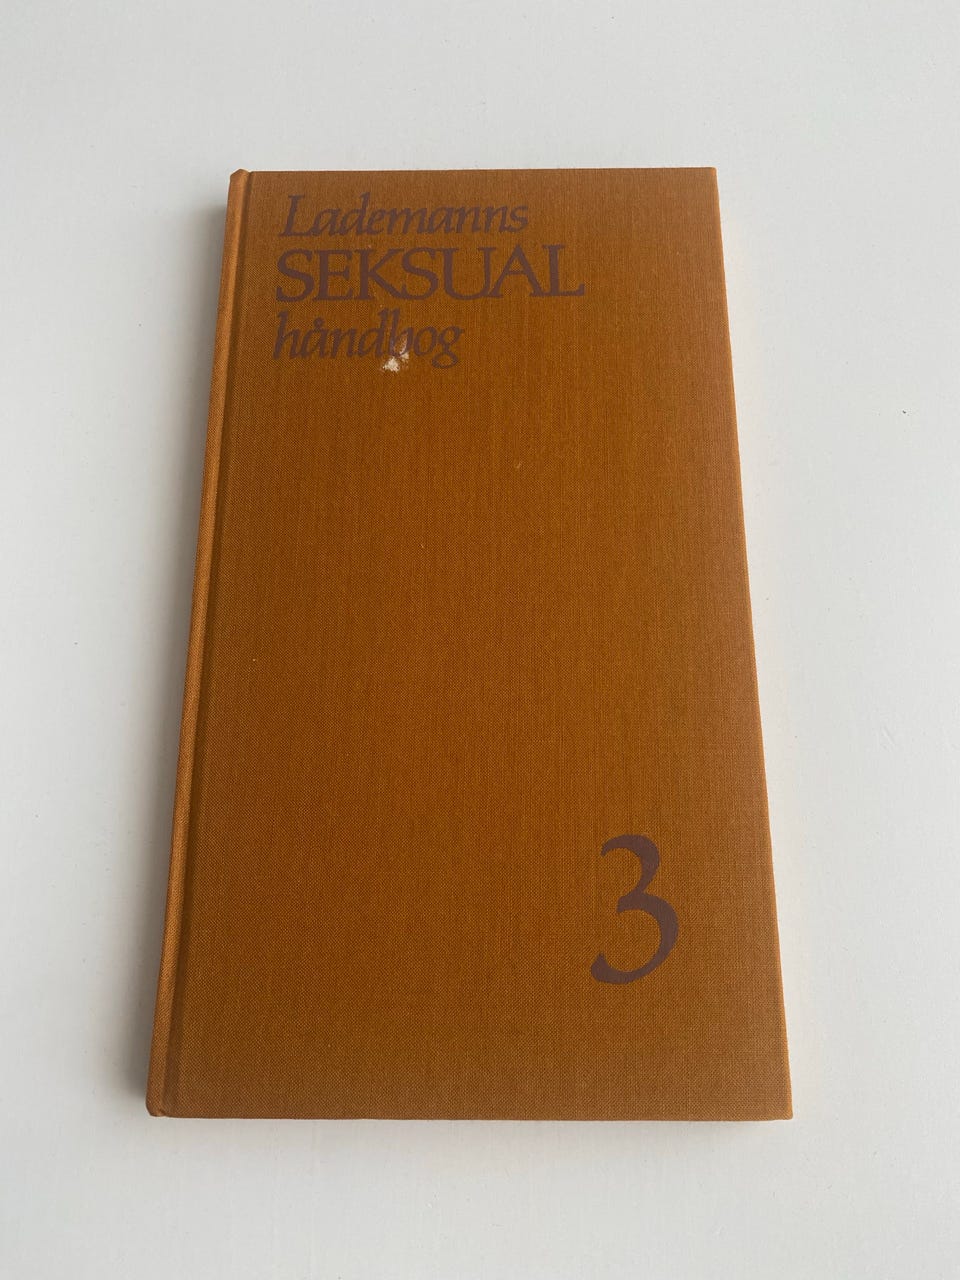 Lademanns
SEKSUAL
håndbog
3